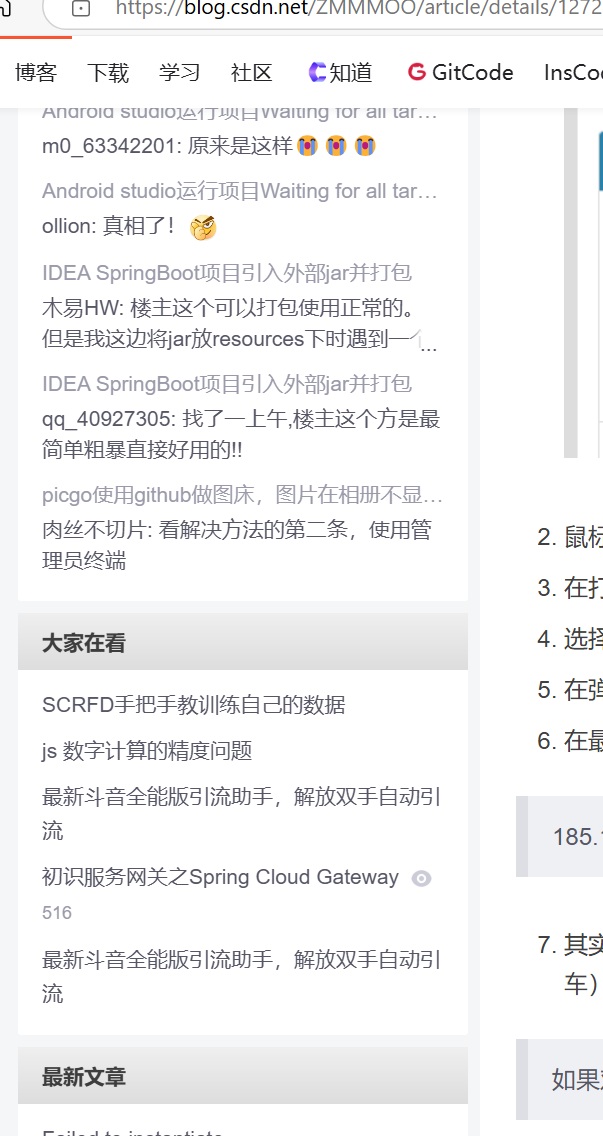 https://blog.csdn.net/ZMMMOO/article/details/1272
博客 下载 学习 社区 知道 GitCode InsCo
Android studio运行项目Waiting for all tar…
m0_63342201: 原来是这样😭😭😭
Android studio运行项目Waiting for all tar…
ollion: 真相了！
IDEA SpringBoot项目引入外部jar并打包
木易HW: 楼主这个可以打包使用正常的。
但是我这边将jar放resources下时遇到一个...
IDEA SpringBoot项目引入外部jar并打包
qq_40927305: 找了一上午,楼主这个方是最
简单粗暴直接好用的!!
picgo使用github做图床，图片在相册不显…
肉丝不切片: 看解决方法的第二条，使用管
理员终端
大家在看
SCRFD手把手教训练自己的数据
js 数字计算的精度问题
最新斗音全能版引流助手，解放双手自动引
流
初识服务网关之Spring Cloud Gateway
516
最新斗音全能版引流助手，解放双手自动引
流
最新文章
Failed to instantiate
2. 鼠标
3. 在打
4. 选择
5. 在弹
6. 在最
185.
7. 其实
车）
如果